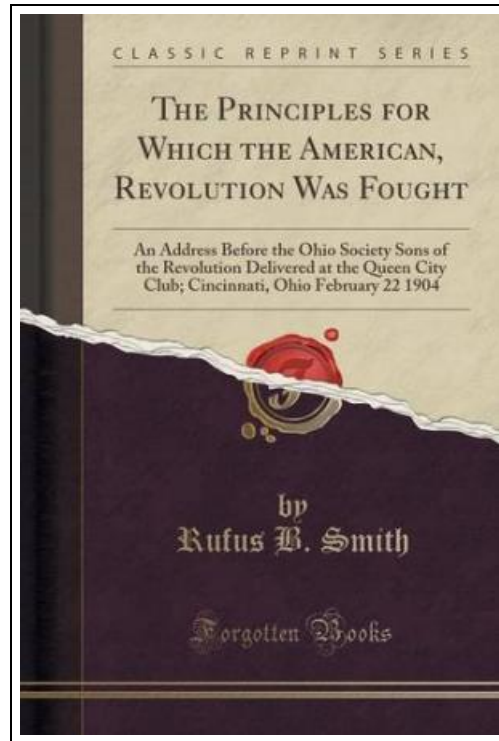 CLASSIC REPRINT SERIES
THE PRINCIPLES FOR
WHICH THE AMERICAN,
REVOLUTION WAS FOUGHT
An Address Before the Ohio Society Sons of
the Revolution Delivered at the Queen City
Club; Cincinnati, Ohio February 22 1904
F
by
Rufus B. Smith
Forgotten Books